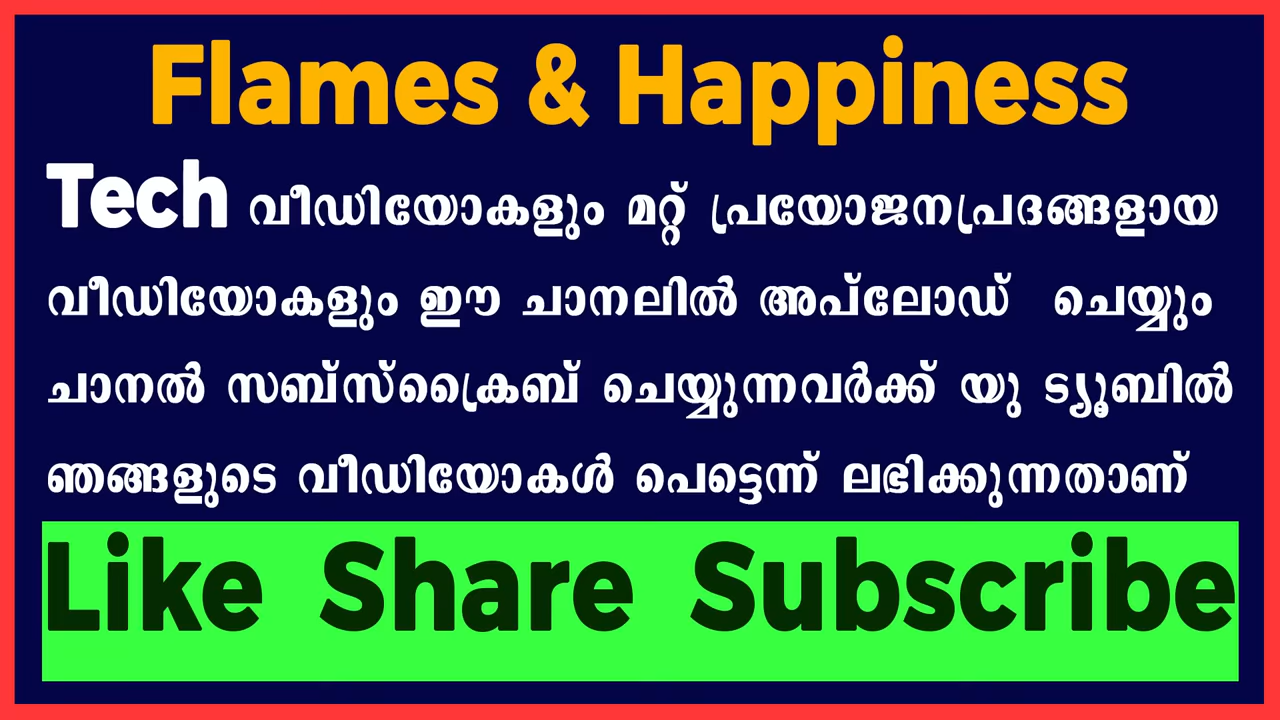 Flames & Happiness
Tech വീഡിയോകളും മറ്റ് പ്രയോജനപ്രദങ്ങളായ
വീഡിയോകളും ഈ ചാനലിൽ അപ്‌ലോഡ് ചെയ്യും
ചാനൽ സബ്സ്ക്രൈബ് ചെയ്യുന്നവർക്ക് യു ട്യൂബിൽ
ഞങ്ങളുടെ വീഡിയോകൾ പെട്ടെന്ന് ലഭിക്കുന്നതാണ്
Like Share Subscribe